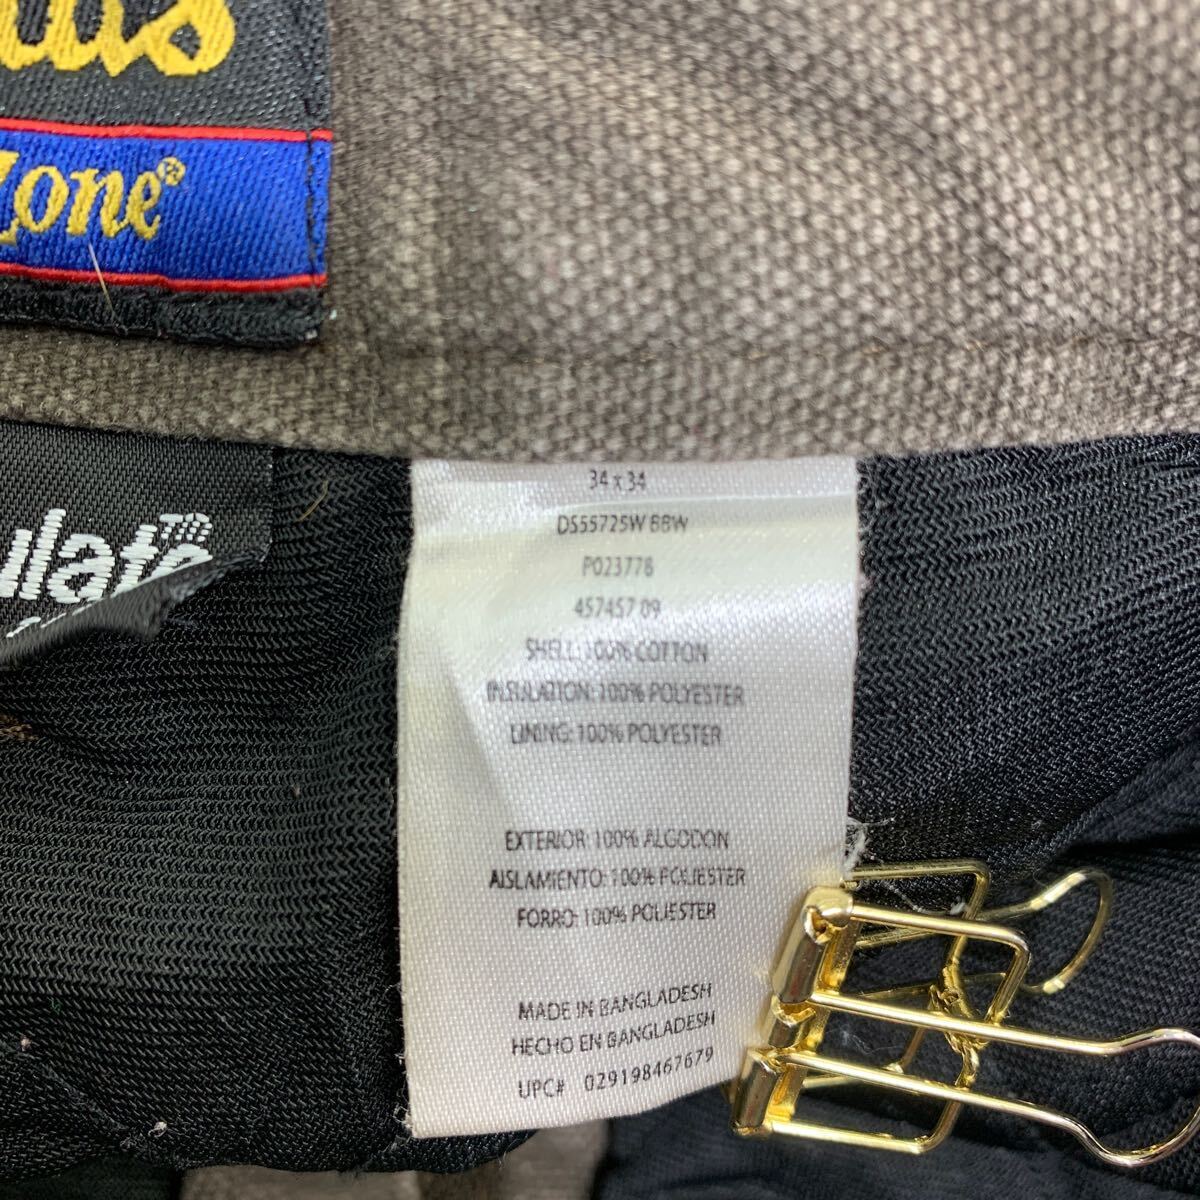 Zone®
34 x 34
DS55725W BBW
P023778
457457 09
SHELL: 100% COTTON
INSULATION: 100% POLYESTER
LINING: 100% POLYESTER
EXTERIOR: 100% ALGODON
AISLAMIENTO: 100% POLIESTER
FORRO: 100% POLIESTER
MADE IN BANGLADESH
HECHO EN BANGLADESH
UPC# 029198467679